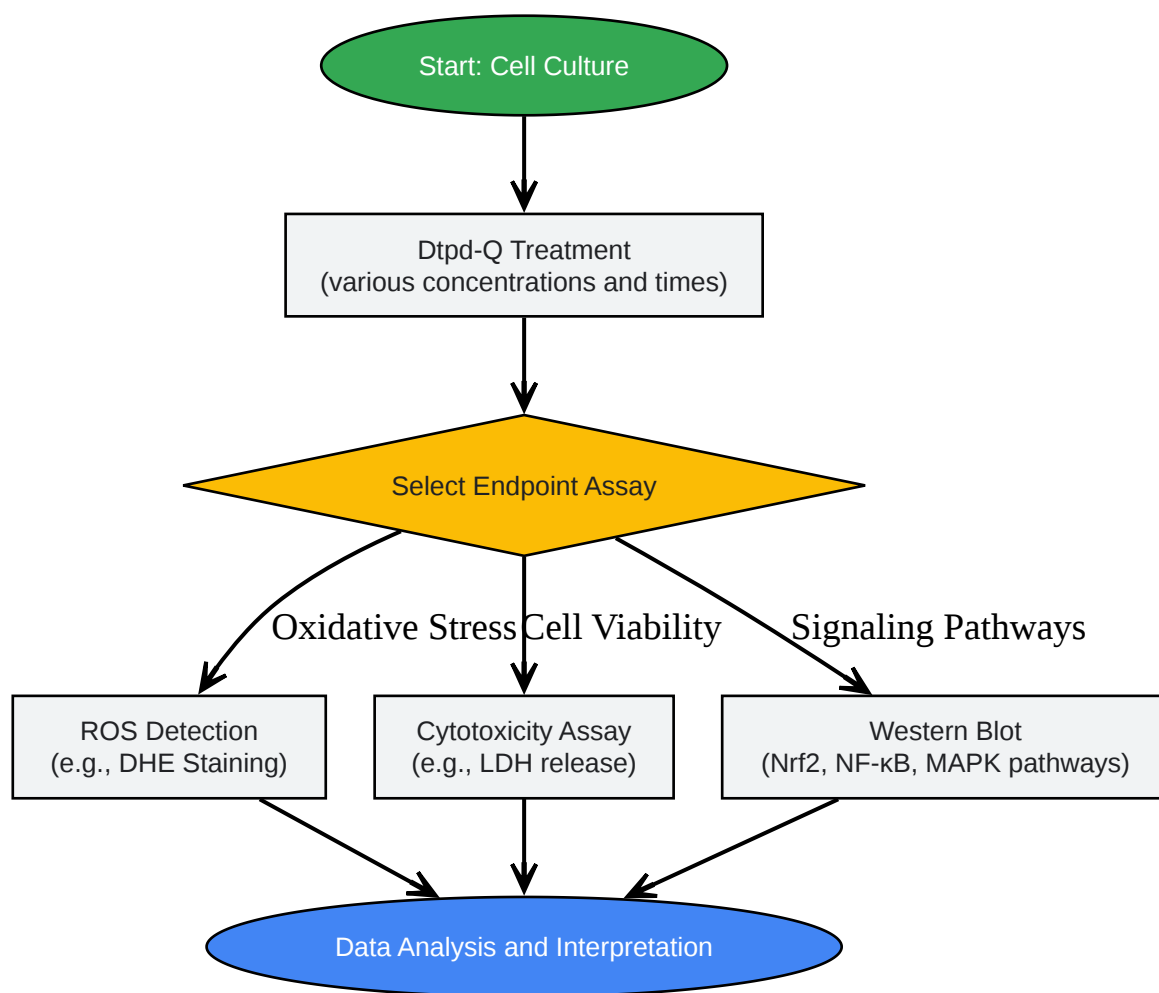 Start: Cell Culture
Dtpd-Q Treatment
(various concentrations and times)
Select Endpoint Assay
Oxidative Stress
Cell Viability
Signaling Pathways
ROS Detection
(e.g., DHE Staining)
Cytotoxicity Assay
(e.g., LDH release)
Western Blot
(Nrf2, NF-κB, MAPK pathways)
Data Analysis and Interpretation